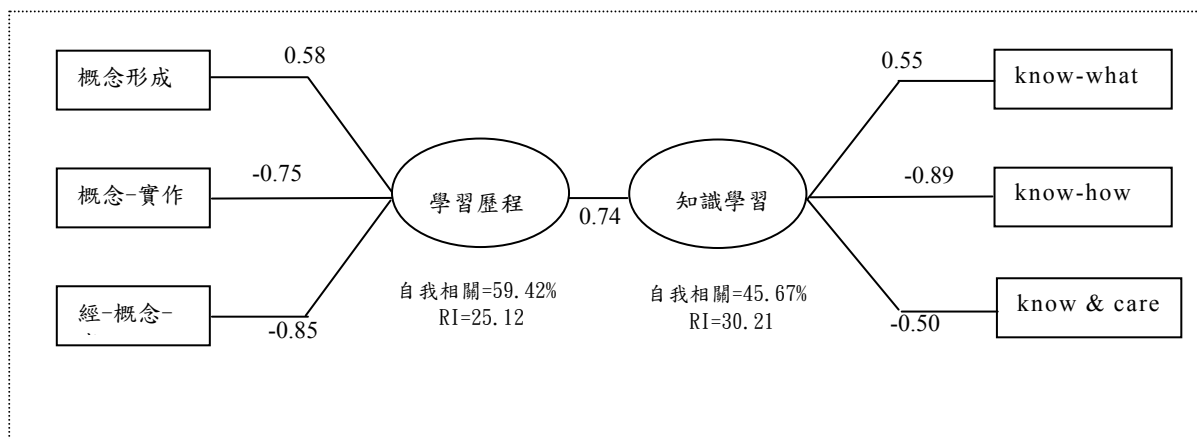 概念形成
0.58
概念-實作
-0.75
經-概念-
-0.85
學習歷程
0.74
知識學習
自我相關=59.42%
RI=25.12
自我相關=45.67%
RI=30.21
0.55
know-what
-0.89
know-how
-0.50
know & care